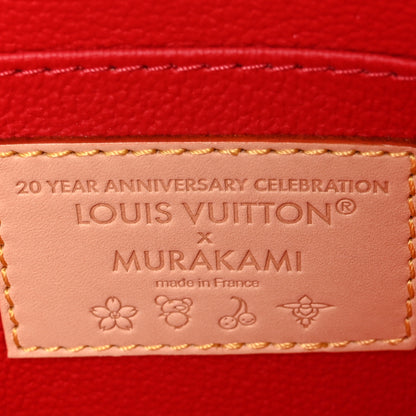 20 YEAR ANNIVERSARY CELEBRATION
LOUIS VUITTON®
x
MURAKAMI
made in France